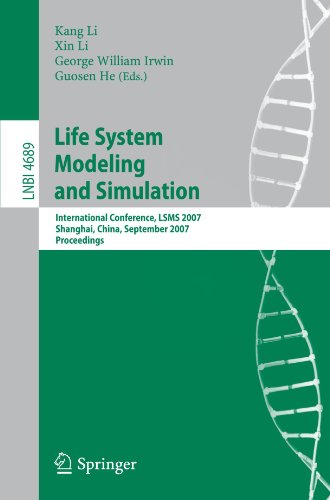 Kang Li
Xin Li
George William Irwin
Guosen He (Eds.)
LNBI 4689
Life System
Modeling
and Simulation
International Conference, LSMS 2007
Shanghai, China, September 2007
Proceedings
Springer